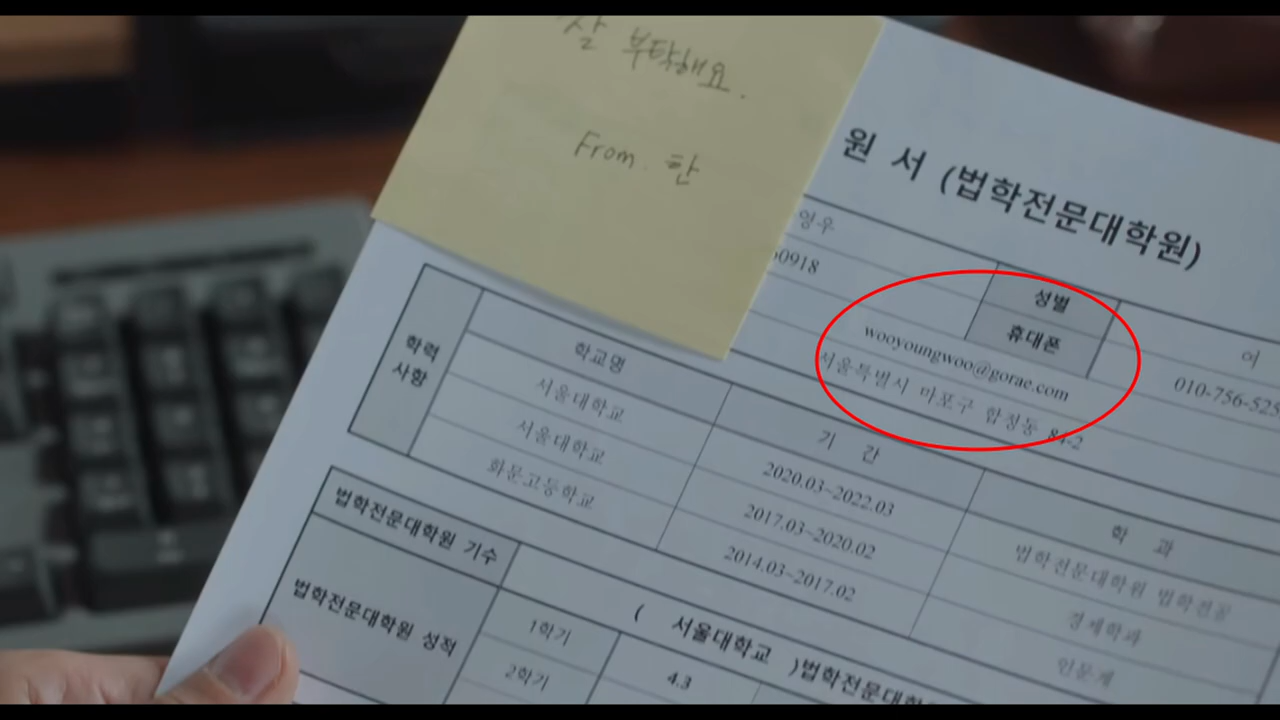 잘 부탁해요.
From. 한
원 서 (법학전문대학원)
영우
0918
성별
여
휴대폰
010-756-525
wooyoungwoo@gorae.com
서울특별시 마포구 합정동 84-2
학력
사항
학교명
기 간
학 과
서울대학교
2020.03~2022.03
법학전문대학원 법학전공
서울대학교
2017.03~2020.02
경제학과
화문고등학교
2014.03~2017.02
인문계
법학전문대학원 기수
( 서울대학교 )법학전문대학
법학전문대학원 성적
1학기
4.3
2학기